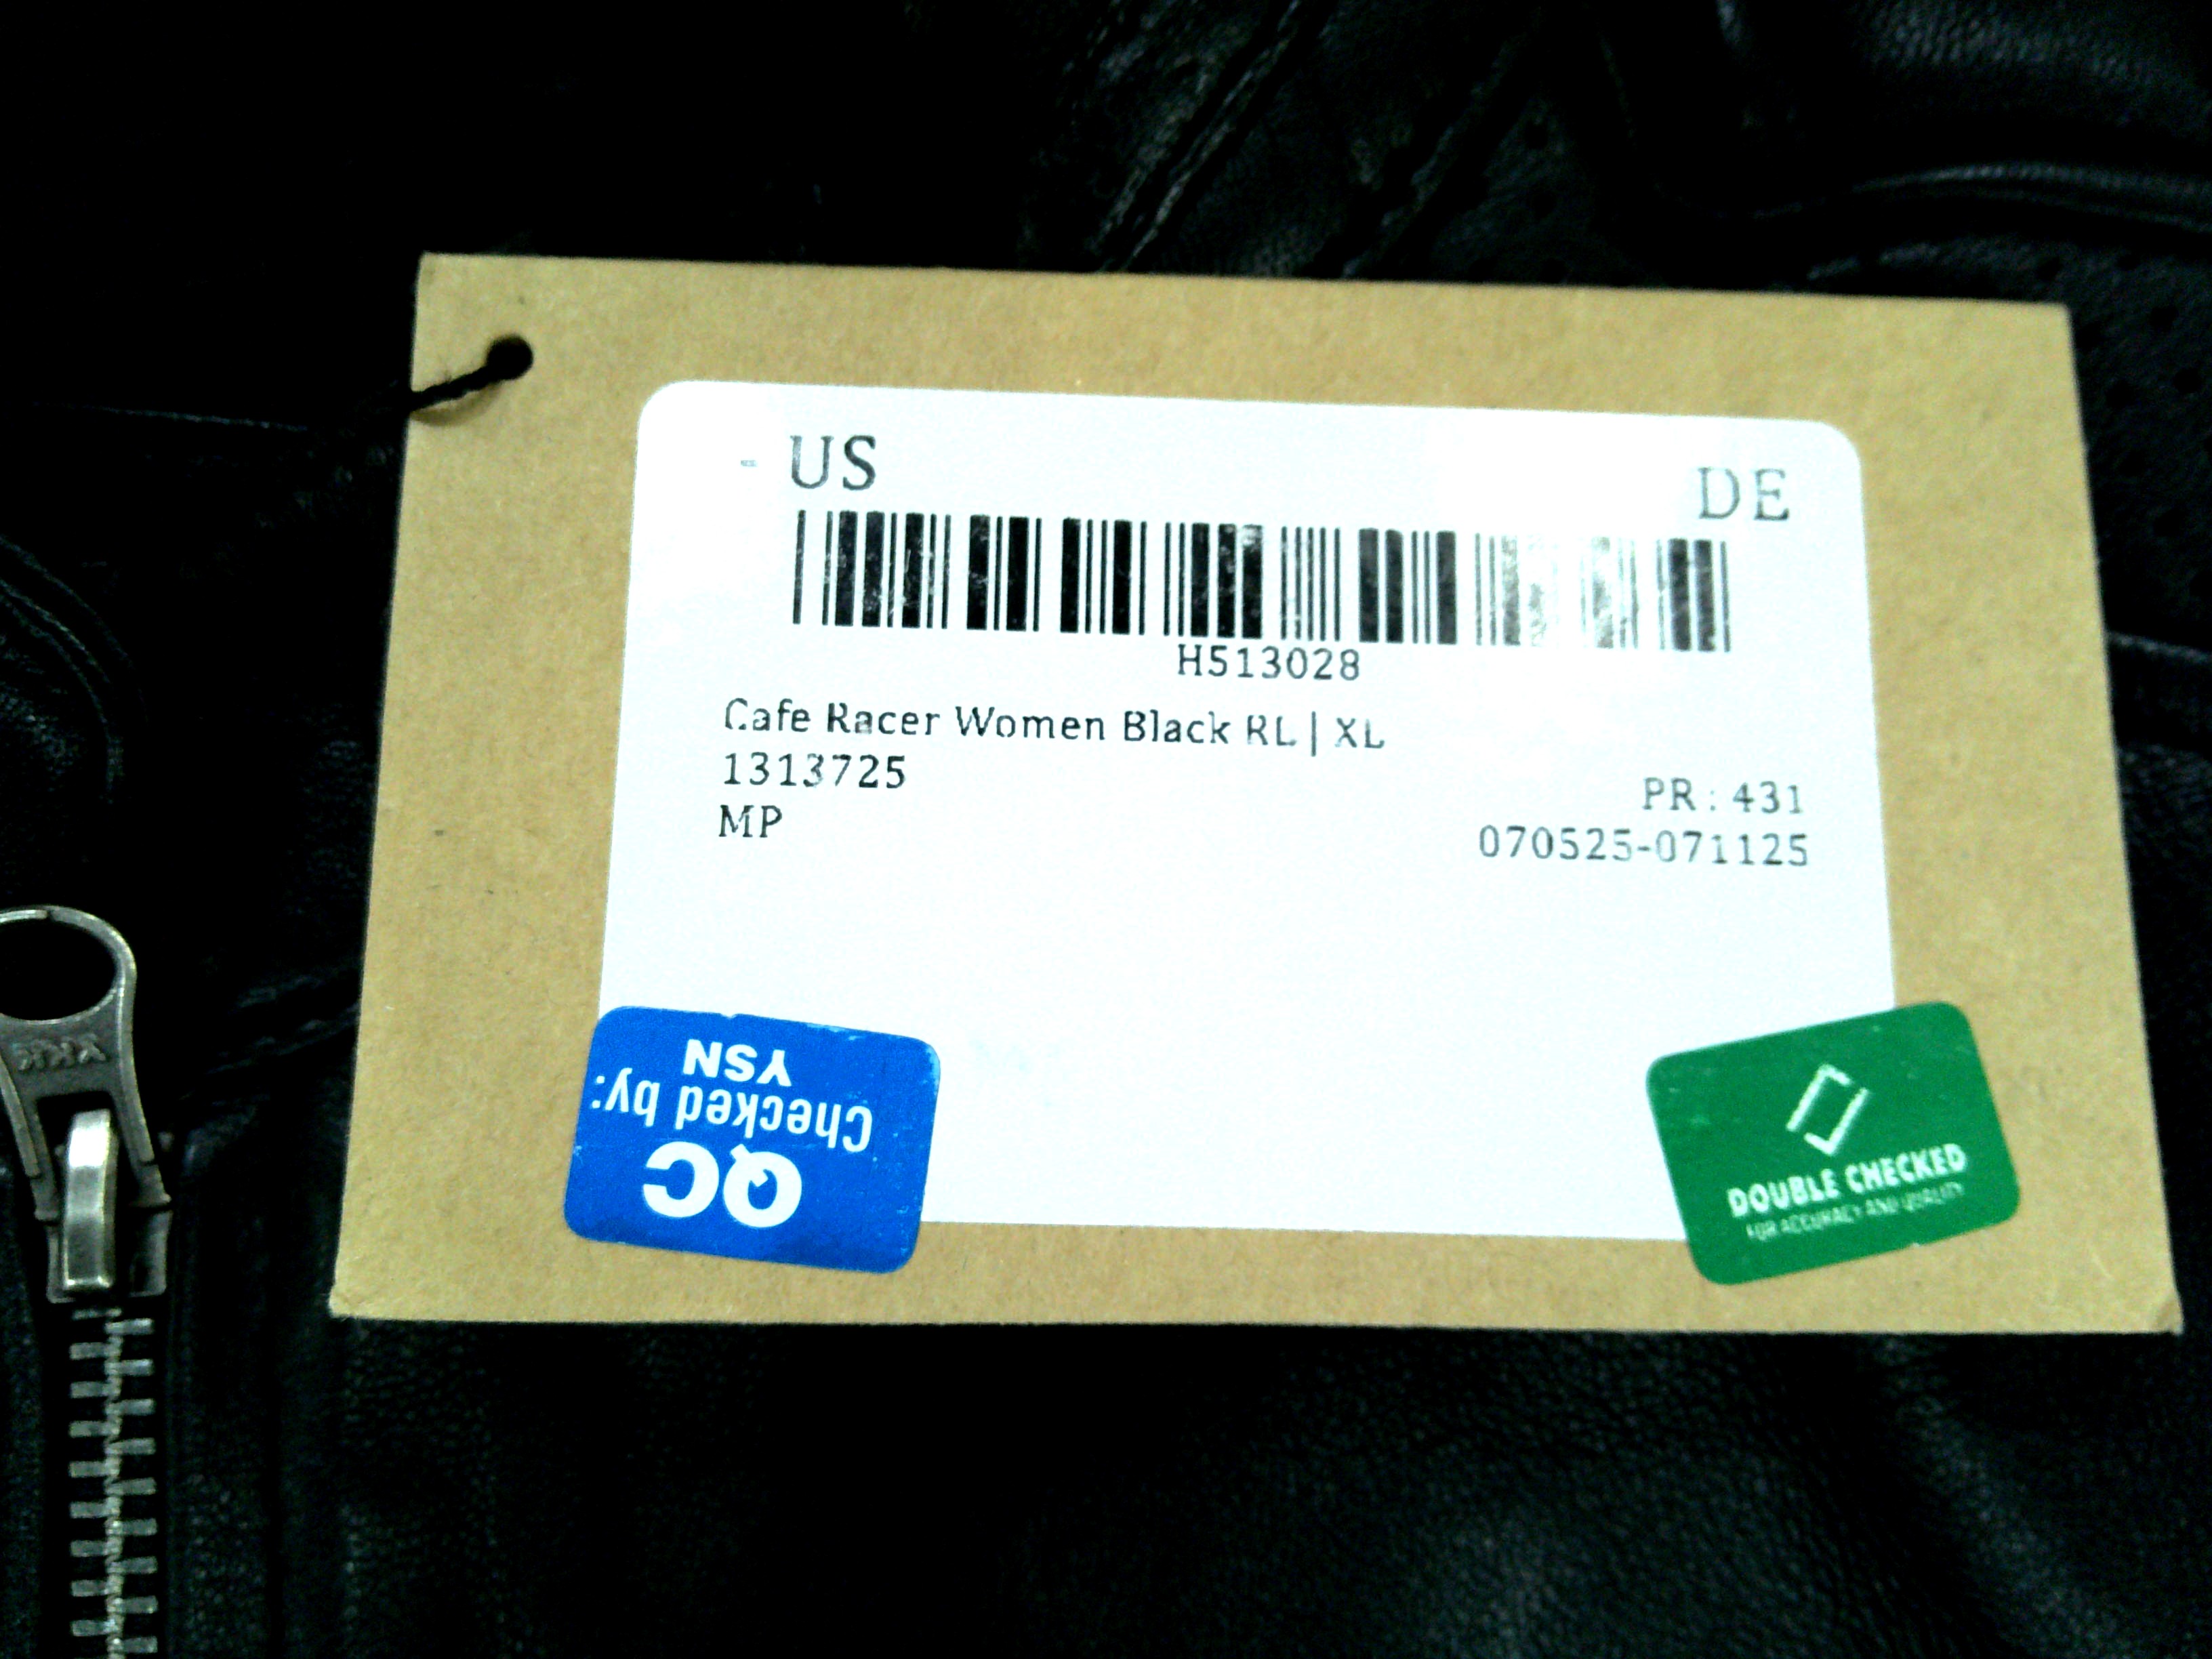 - US
DE
H513028
Cafe Racer Women Black RL | XL
1313725
PR : 431
MP
070525-071125
QC
Checked by:
YSN
DOUBLE CHECKED
FOR ACCURACY AND QUALITY
YKK